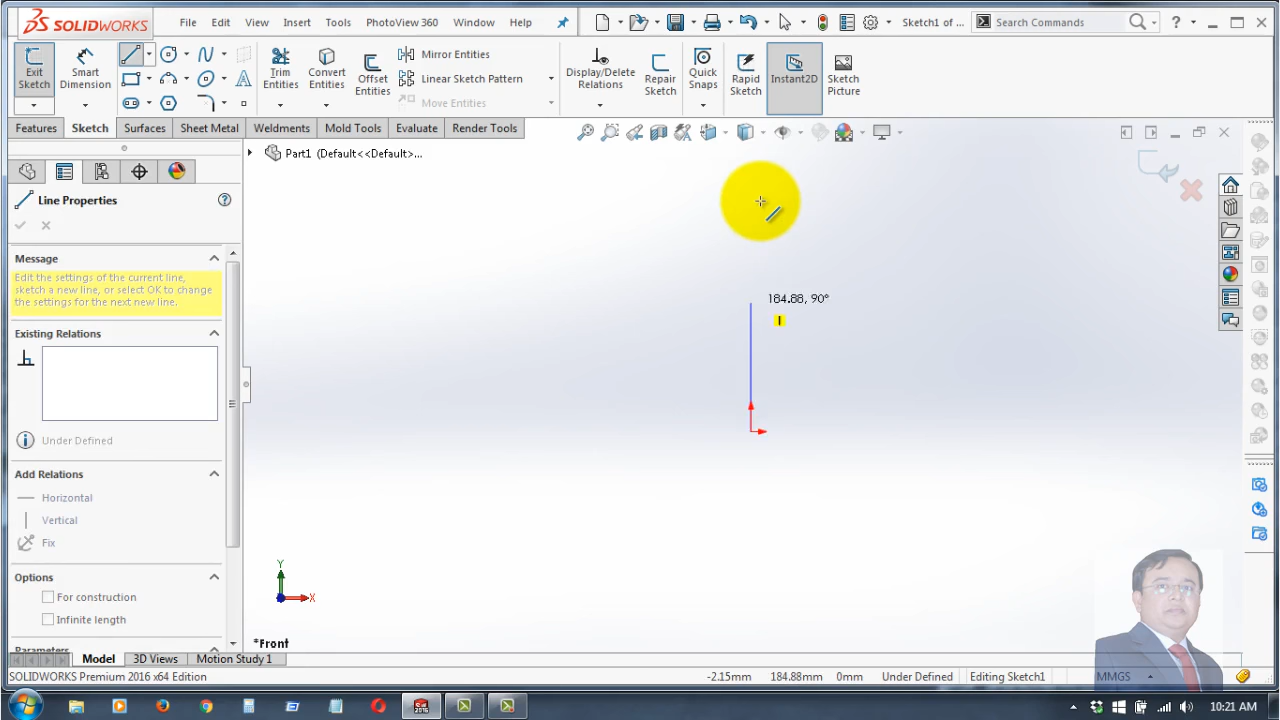 SOLIDWORKS File Edit View Insert Tools PhotoView 360 Window Help Sketch1 of ... Search Commands ?
Exit Sketch Smart Dimension Trim Entities Convert Entities Offset Entities Mirror Entities Linear Sketch Pattern Move Entities Display/Delete Relations Repair Sketch Quick Snaps Rapid Sketch Instant2D Sketch Picture
Features Sketch Surfaces Sheet Metal Weldments Mold Tools Evaluate Render Tools
Part1 (Default<<Default>...
Line Properties ?
Message
Edit the settings of the current line,
sketch a new line, or select OK to change
the settings for the next new line.
Existing Relations
184.88, 90°
Under Defined
Add Relations
Horizontal
Vertical
Fix
Options
For construction
Infinite length
Parameters
Y
X
*Front
Model 3D Views Motion Study 1
SOLIDWORKS Premium 2016 x64 Edition -2.15mm 184.88mm 0mm Under Defined Editing Sketch1 MMGS
2016
10:21 AM